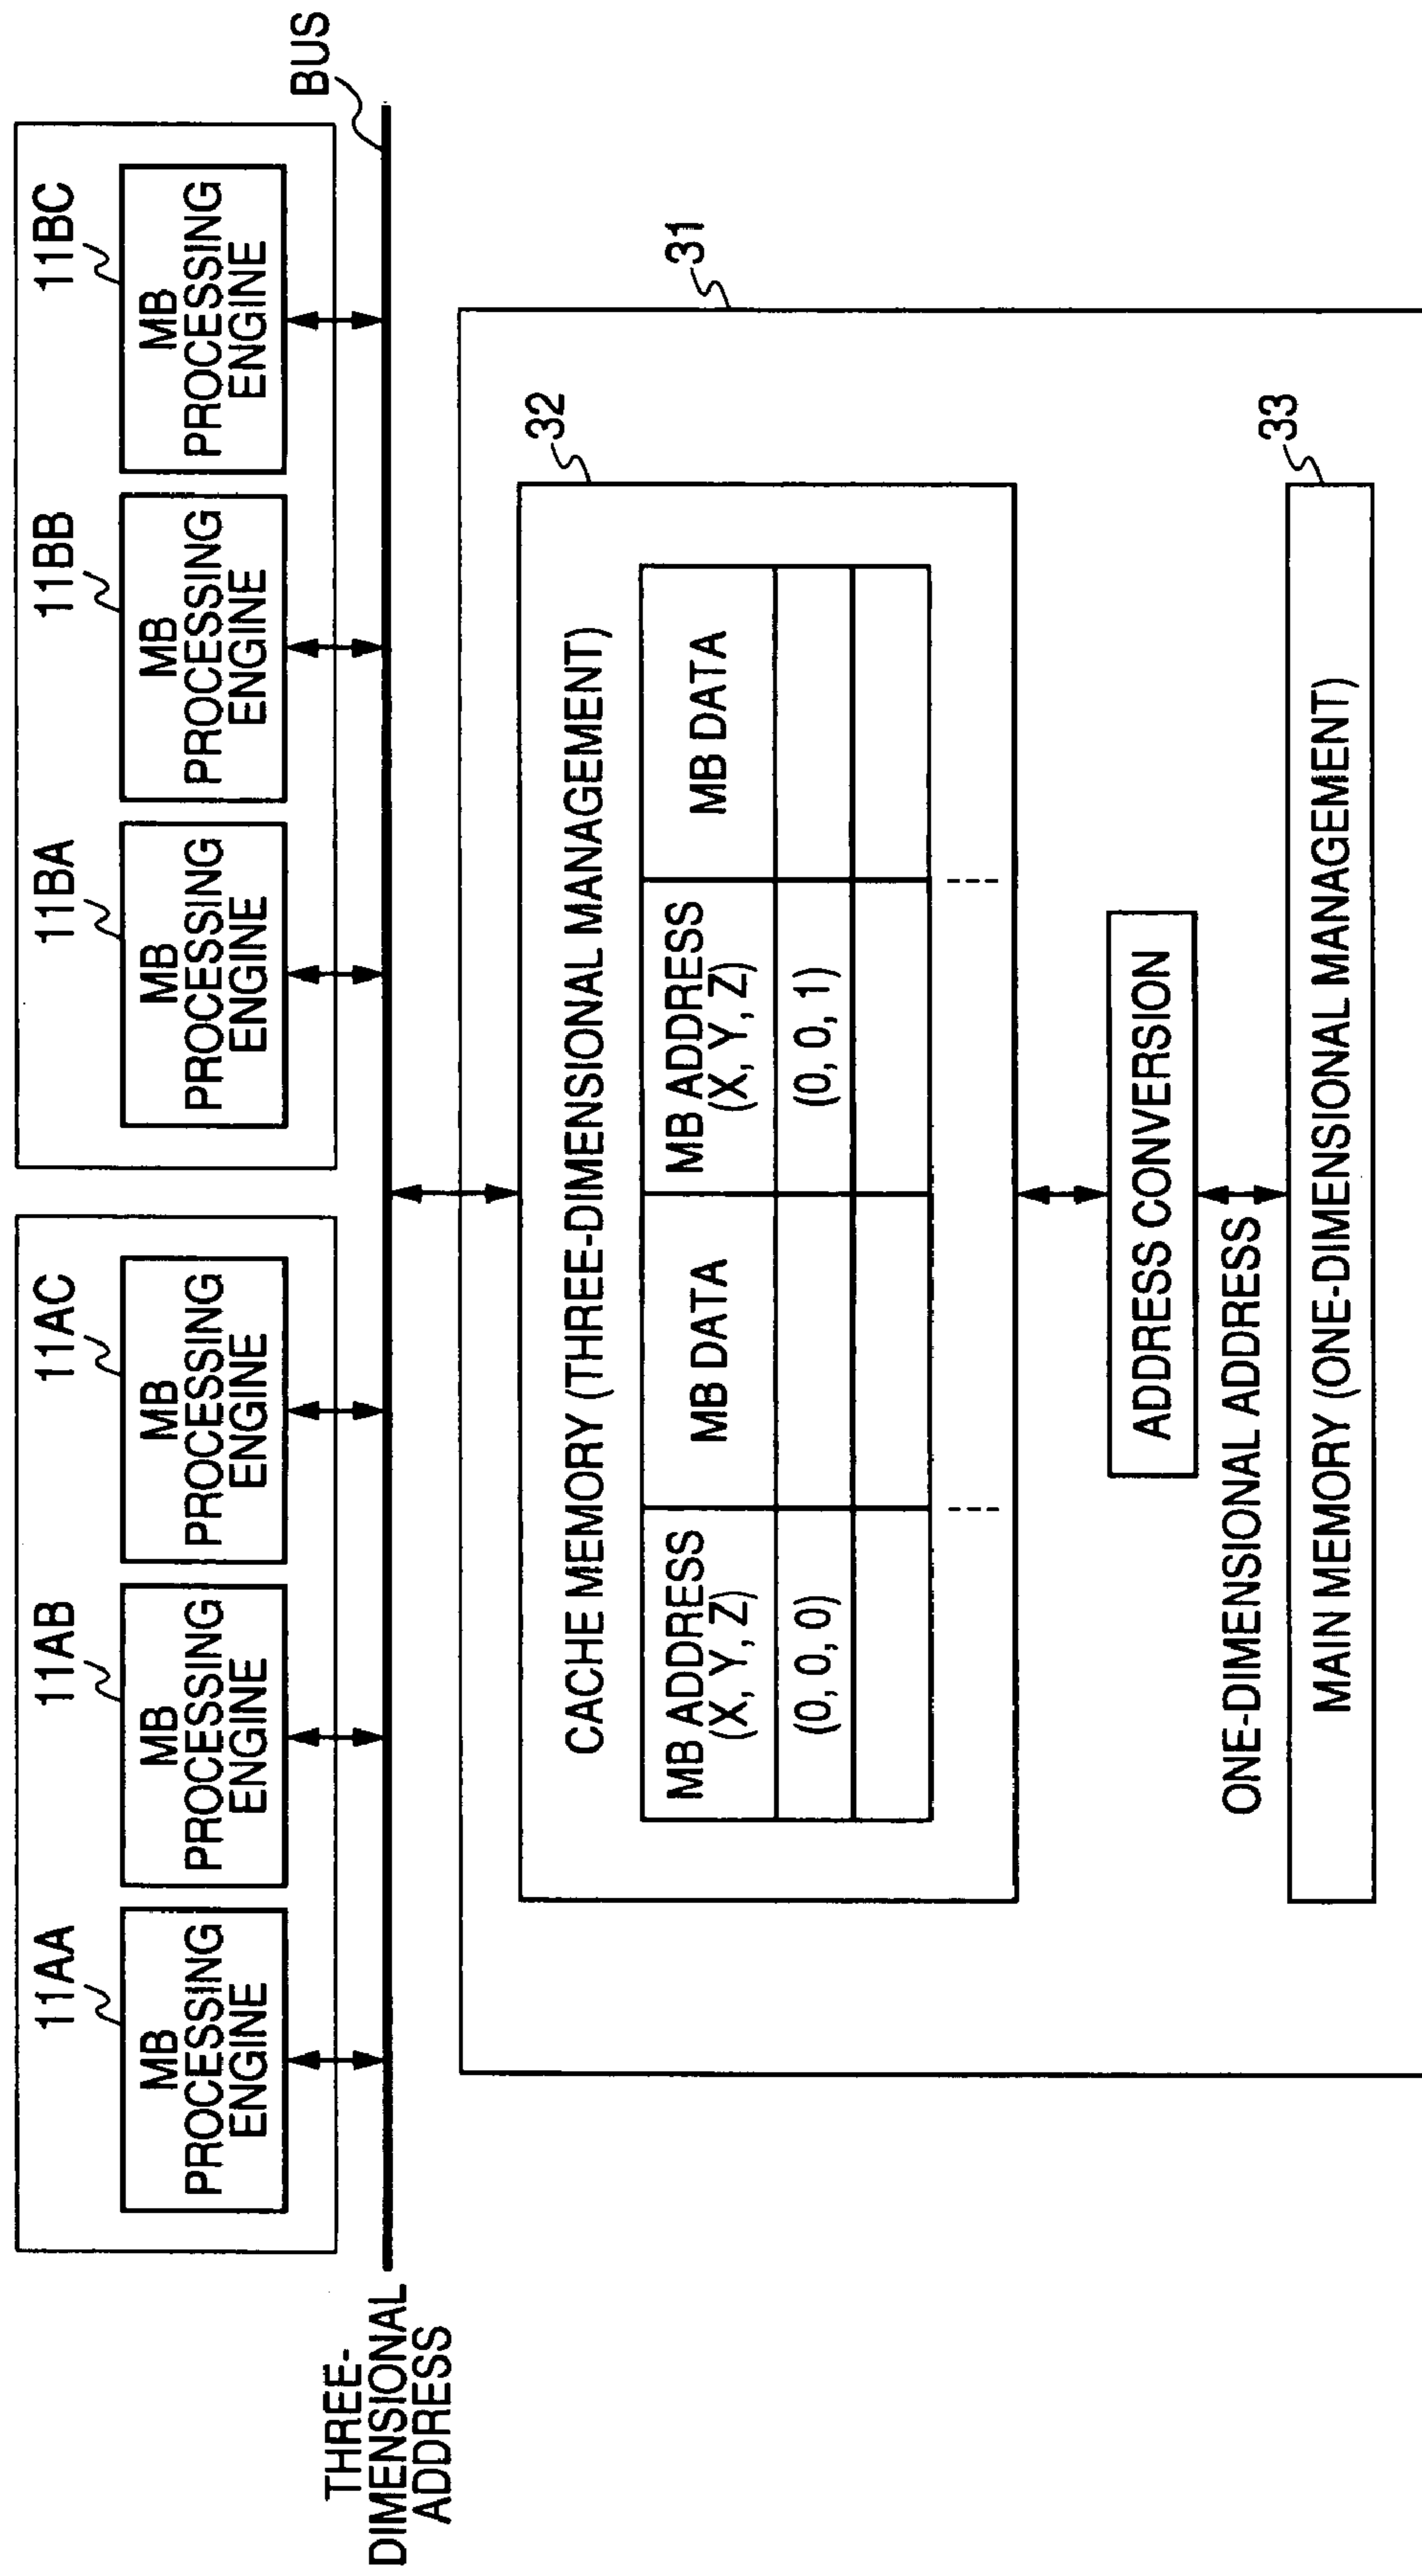 11AA
11AB
11AC
11BA
11BB
11BC
MB
PROCESSING
ENGINE
MB
PROCESSING
ENGINE
MB
PROCESSING
ENGINE
MB
PROCESSING
ENGINE
MB
PROCESSING
ENGINE
MB
PROCESSING
ENGINE
BUS
THREE-
DIMENSIONAL
ADDRESS
31
32
CACHE MEMORY (THREE-DIMENSIONAL MANAGEMENT)
MB ADDRESS
(X, Y, Z)
MB DATA
MB ADDRESS
(X, Y, Z)
MB DATA
(0, 0, 0)
(0, 0, 1)
ADDRESS CONVERSION
ONE-DIMENSIONAL ADDRESS
33
MAIN MEMORY (ONE-DIMENSIONAL MANAGEMENT)